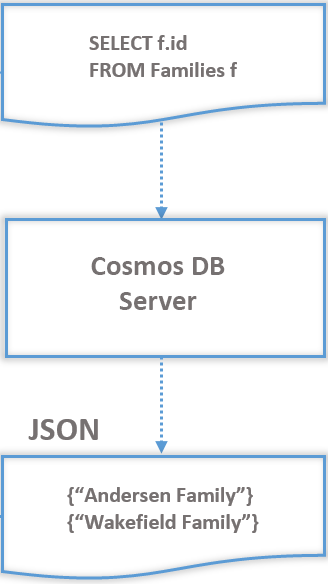 SELECT f.id
FROM Families f
Cosmos DB
Server
JSON
{“Andersen Family”}
{“Wakefield Family”}